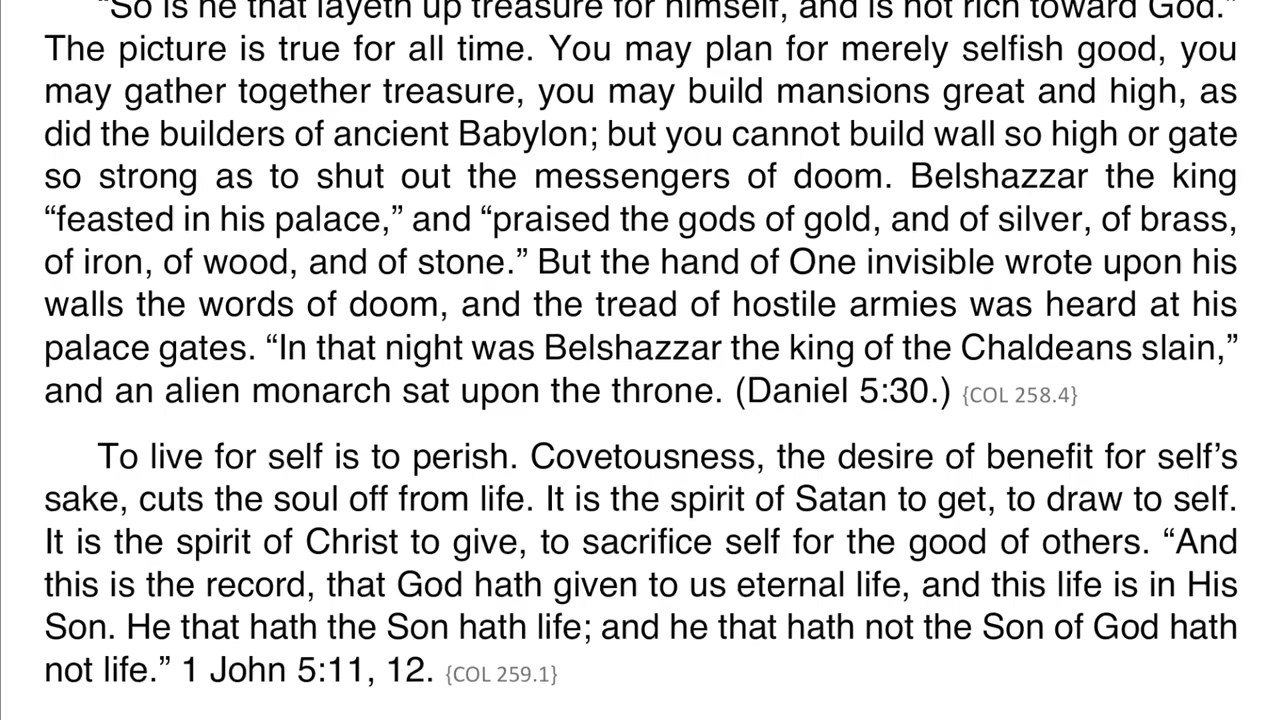 “So is he that layeth up treasure for himself, and is not rich toward God.”
The picture is true for all time. You may plan for merely selfish good, you
may gather together treasure, you may build mansions great and high, as
did the builders of ancient Babylon; but you cannot build wall so high or gate
so strong as to shut out the messengers of doom. Belshazzar the king
“feasted in his palace,” and “praised the gods of gold, and of silver, of brass,
of iron, of wood, and of stone.” But the hand of One invisible wrote upon his
walls the words of doom, and the tread of hostile armies was heard at his
palace gates. “In that night was Belshazzar the king of the Chaldeans slain,”
and an alien monarch sat upon the throne. (Daniel 5:30.) {COL 258.4}
To live for self is to perish. Covetousness, the desire of benefit for self’s
sake, cuts the soul off from life. It is the spirit of Satan to get, to draw to self.
It is the spirit of Christ to give, to sacrifice self for the good of others. “And
this is the record, that God hath given to us eternal life, and this life is in His
Son. He that hath the Son hath life; and he that hath not the Son of God hath
not life.” 1 John 5:11, 12. {COL 259.1}